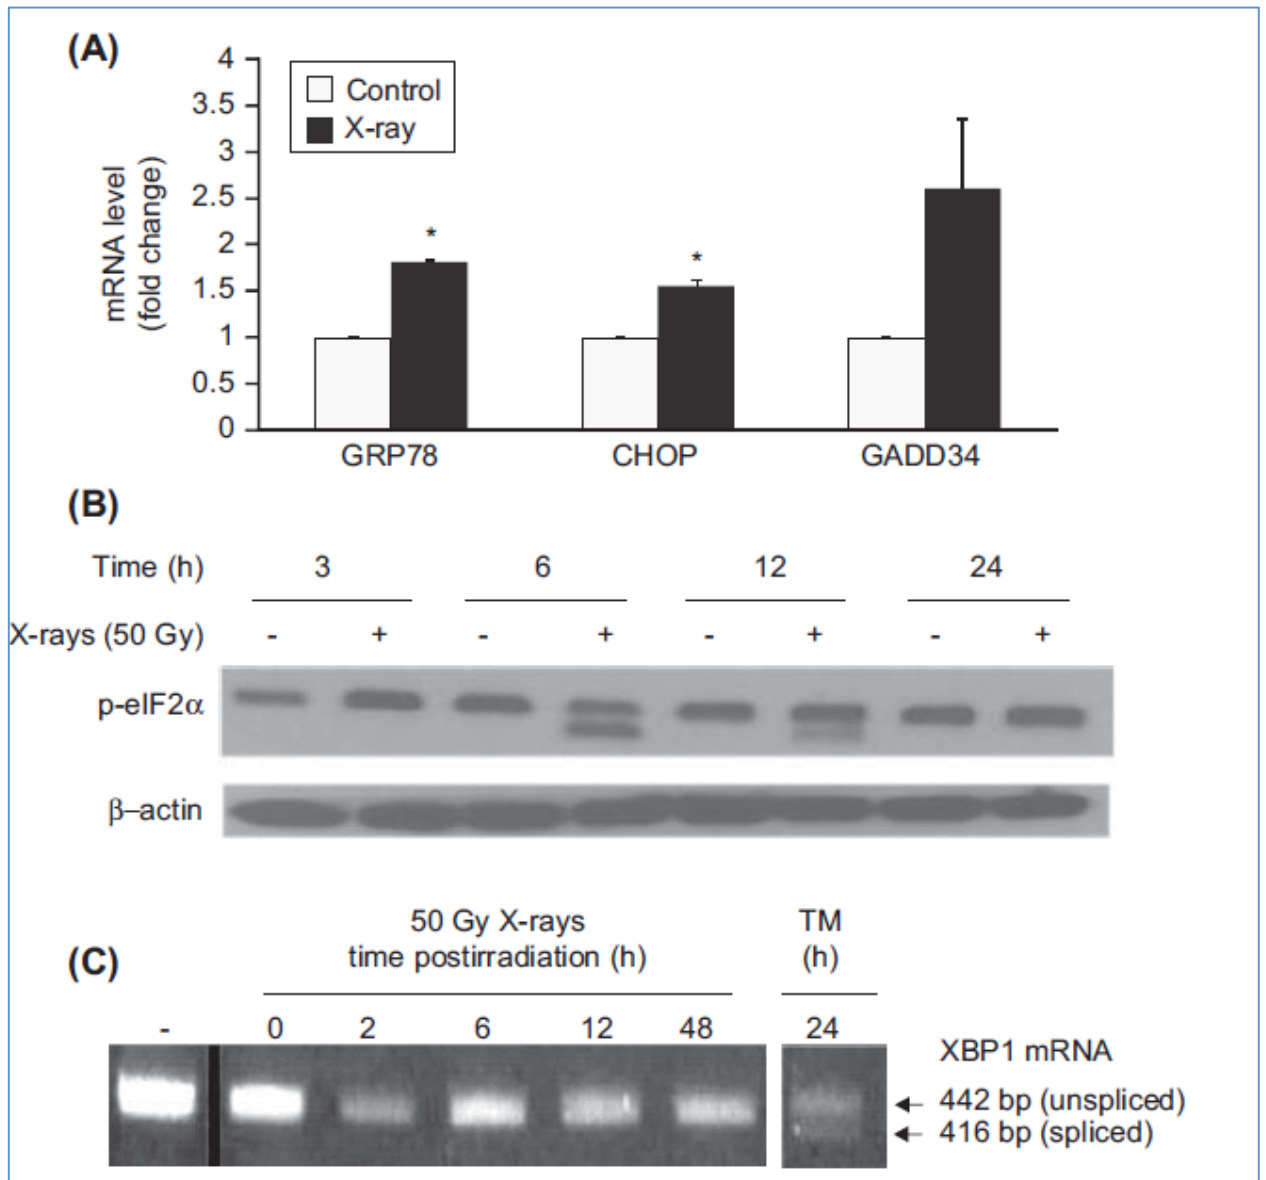 (A)
4
3.5
3
2.5
2
1.5
1
0.5
0
mRNA level
(fold change)
Control
X-ray
*
*
GRP78 CHOP GADD34
(B)
Time (h) 3 6 12 24
X-rays (50 Gy) - + - + - + - +
p-eIF2α
β–actin
(C)
50 Gy X-rays
time postirradiation (h)
TM
(h)
- 0 2 6 12 48 24
XBP1 mRNA
442 bp (unspliced)
416 bp (spliced)